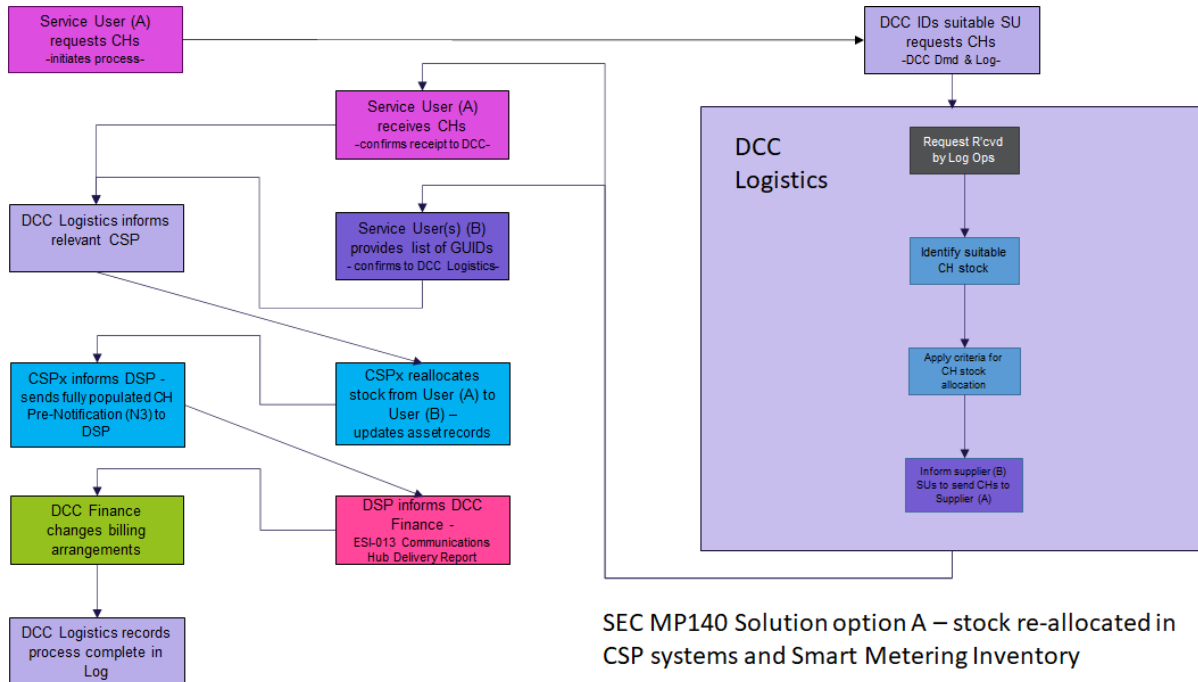 Service User (A)
requests CHs
-initiates process-
DCC IDs suitable SU
requests CHs
-DCC Dmd & Log-
Service User (A)
receives CHs
-confirms receipt to DCC-
DCC
Logistics
Request R'cvd
by Log Ops
DCC Logistics informs
relevant CSP
Service User(s) (B)
provides list of GUIDs
- confirms to DCC Logistics-
Identify suitable
CH stock
CSPx informs DSP -
sends fully populated CH
Pre-Notification (N3) to
DSP
CSPx reallocates
stock from User (A) to
User (B) –
updates asset records
Apply criteria for
CH stock
allocation
Inform supplier (B)
SUs to send CHs to
Supplier (A)
DCC Finance
changes billing
arrangements
DSP informs DCC
Finance -
ESI-013 Communications
Hub Delivery Report
DCC Logistics records
process complete in
Log
SEC MP140 Solution option A – stock re-allocated in
CSP systems and Smart Metering Inventory